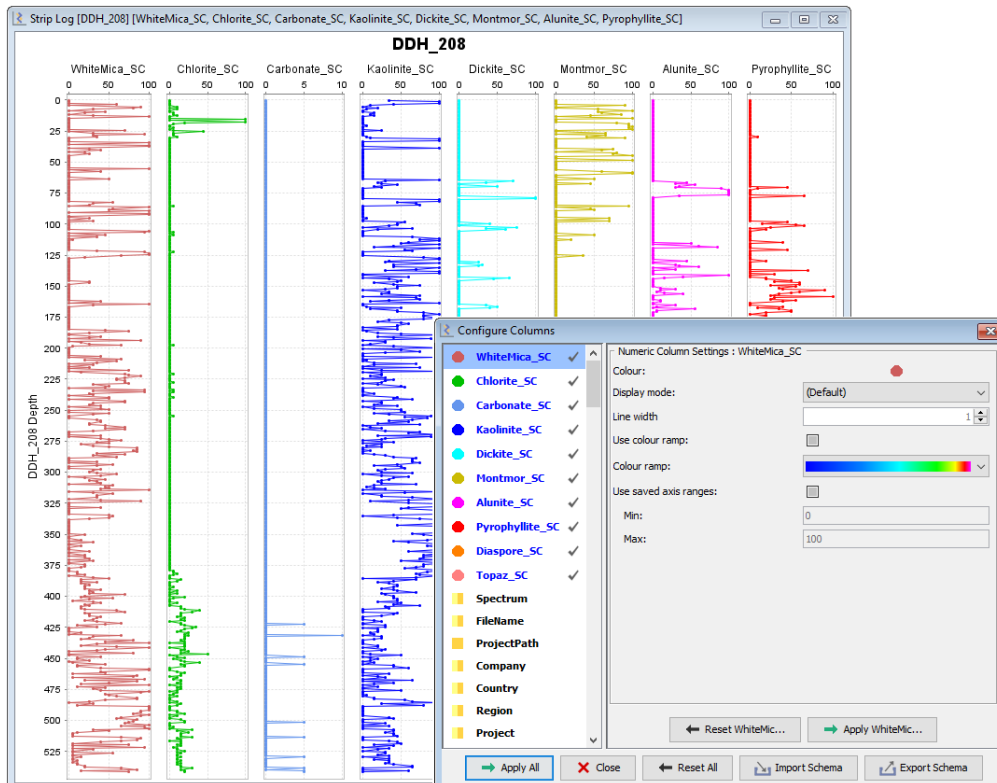 Strip Log [DDH_208] [WhiteMica_SC, Chlorite_SC, Carbonate_SC, Kaolinite_SC, Dickite_SC, Montmor_SC, Alunite_SC, Pyrophyllite_SC]
DDH_208
WhiteMica_SC Chlorite_SC Carbonate_SC Kaolinite_SC Dickite_SC Montmor_SC Alunite_SC Pyrophyllite_SC
0 50 100 0 50 100 0 5 10 0 50 100 0 50 100 0 50 100 0 50 100 0 50 100
0
25
50
75
100
125
150
175
200
225
250
275
300
325
350
375
400
425
450
475
500
525
DDH_208 Depth
Configure Columns
WhiteMica_SC
Chlorite_SC
Carbonate_SC
Kaolinite_SC
Dickite_SC
Montmor_SC
Alunite_SC
Pyrophyllite_SC
Diaspore_SC
Topaz_SC
Spectrum
FileName
ProjectPath
Company
Country
Region
Project
Numeric Column Settings : WhiteMica_SC
Colour:
Display mode: (Default)
Line width 1
Use colour ramp:
Colour ramp:
Use saved axis ranges:
Min: 0
Max: 100
Reset WhiteMic... Apply WhiteMic...
Apply All Close Reset All Import Schema Export Schema